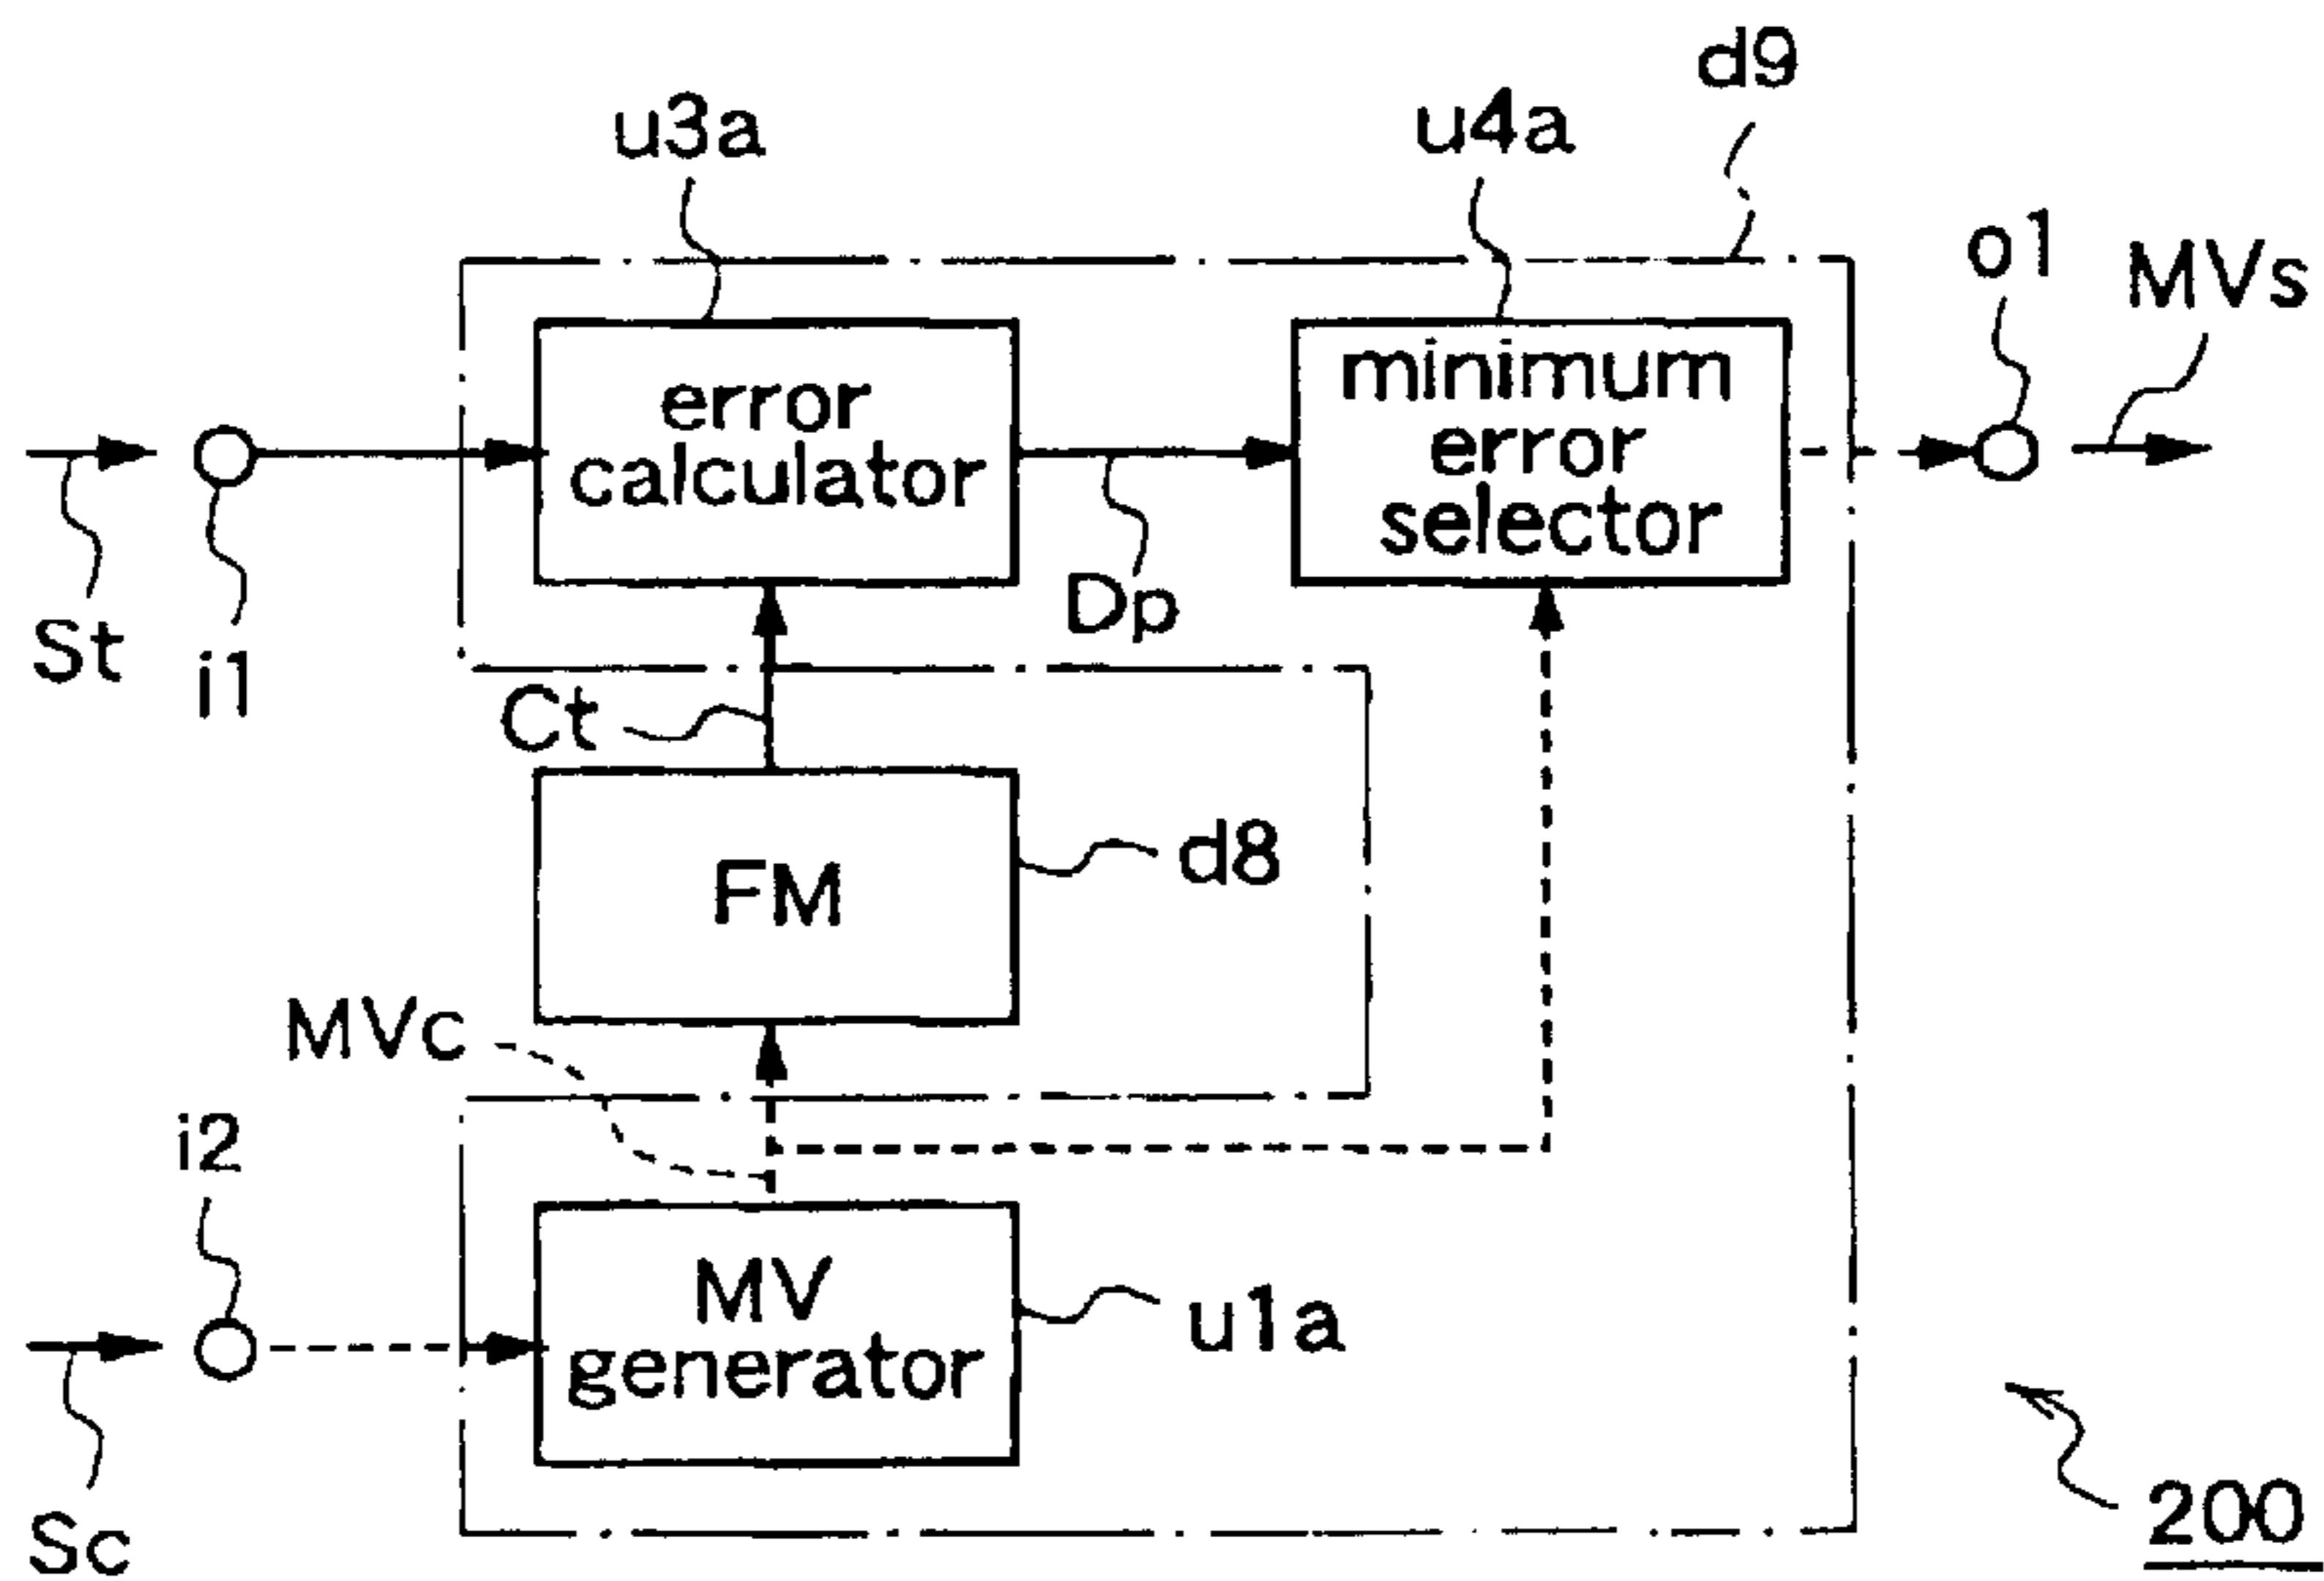 d9
u3a
u4a
o1
MVs
error
calculator
minimum
error
selector
St
i1
Dp
Ct
FM
d8
MVc
i2
MV
generator
u1a
Sc
200